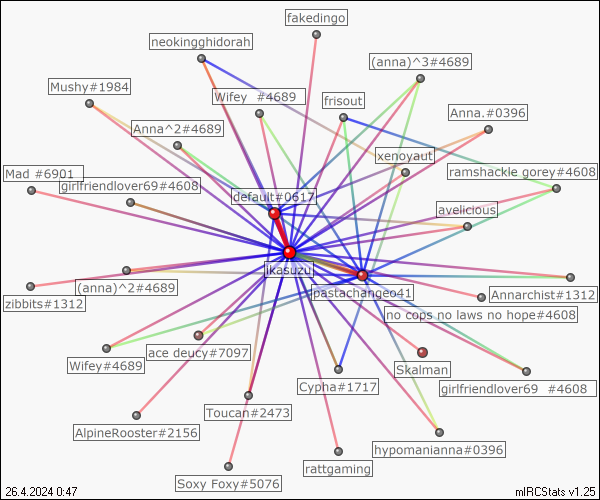 fakedingo
neokingghidorah
(anna)^3#4689
Mushy#1984
Wifey  #4689
frisout
Anna.#0396
Anna^2#4689
xenoyaut
Mad #6901
girlfriendlover69#4608
ramshackle gorey#4608
default#0617
avelicious
ikasuzu
(anna)^2#4689
pastachangeo41
Annarchist#1312
zibbits#1312
no cops no laws no hope#4608
ace deucy#7097
Wifey#4689
Skalman
Cypha#1717
girlfriendlover69  #4608
Toucan#2473
AlpineRooster#2156
hypomanianna#0396
rattgaming
Soxy Foxy#5076
26.4.2024 0:47
mIRCStats v1.25